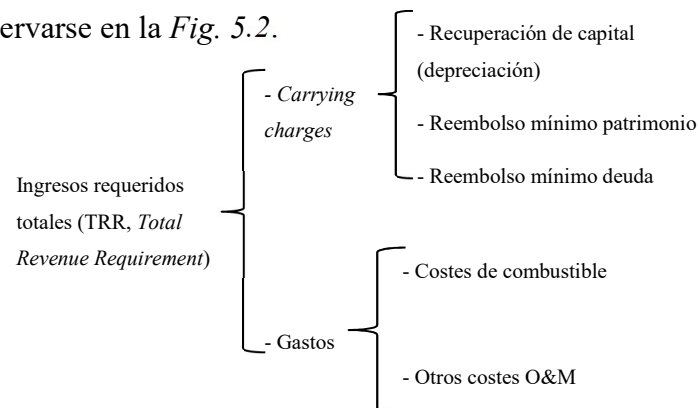 ervarse en la Fig. 5.2.
- Recuperación de capital
(depreciación)
- Carrying
charges
- Reembolso mínimo patrimonio
- Reembolso mínimo deuda
Ingresos requeridos
totales (TRR, Total
Revenue Requirement)
- Costes de combustible
- Gastos
- Otros costes O&M